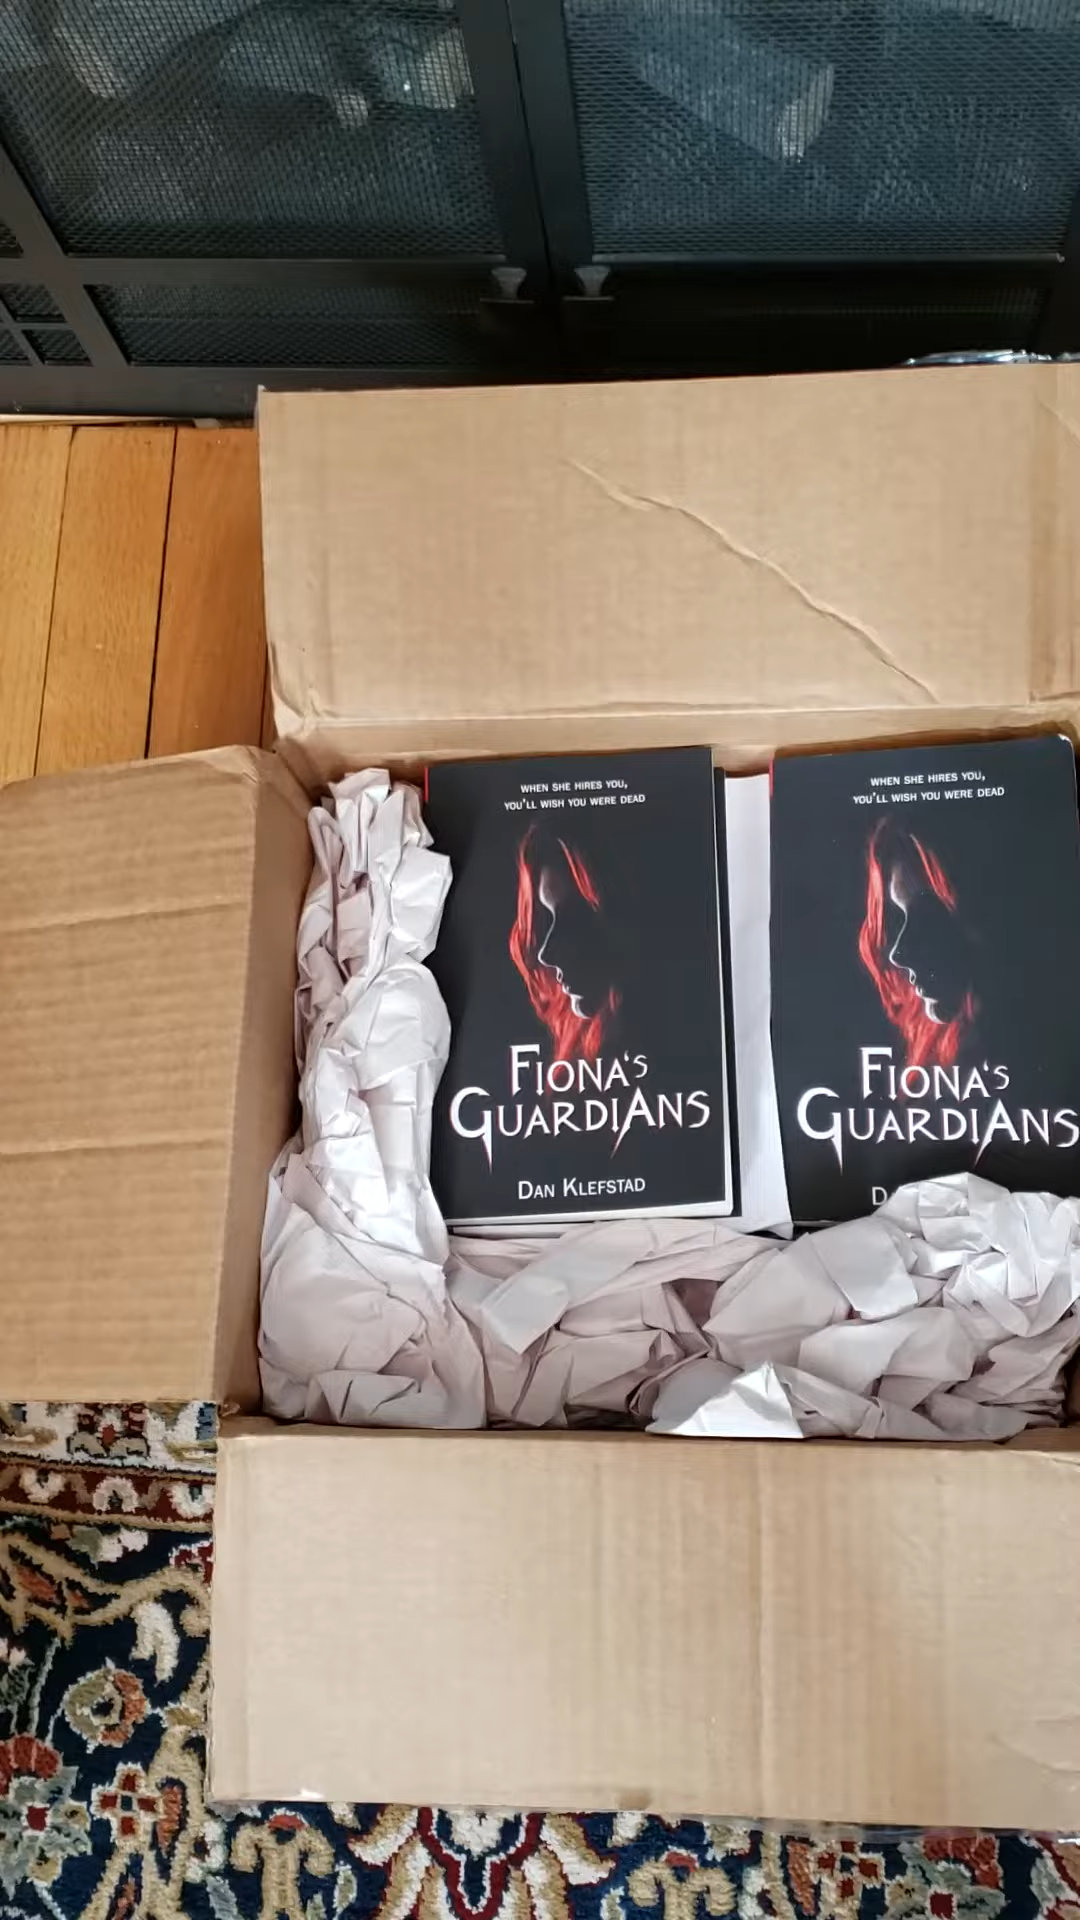 WHEN SHE HIRES YOU,
YOU'LL WISH YOU WERE DEAD
FIONA'S
GUARDIANS
DAN KLEFSTAD
WHEN SHE HIRES YOU,
YOU'LL WISH YOU WERE DEAD
FIONA'S
GUARDIANS
D